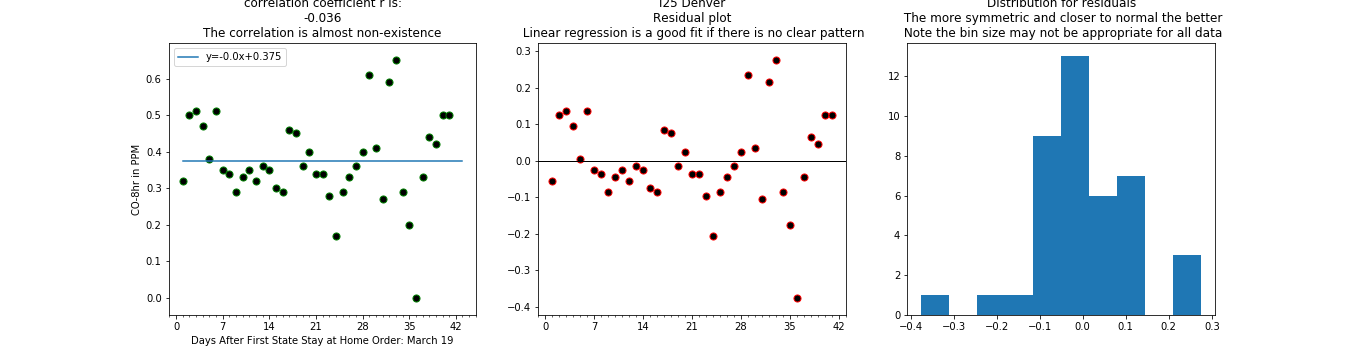 correlation coefficient r is:
-0.036
The correlation is almost non-existence
y=-0.0x+0.375
CO-8hr in PPM
0.6
0.5
0.4
0.3
0.2
0.1
0.0
0 7 14 21 28 35 42
Days After First State Stay at Home Order: March 19
I25 Denver
Residual plot
Linear regression is a good fit if there is no clear pattern
0.3
0.2
0.1
0.0
−0.1
−0.2
−0.3
−0.4
0 7 14 21 28 35 42
Distribution for residuals
The more symmetric and closer to normal the better
Note the bin size may not be appropriate for all data
12
10
8
6
4
2
0
−0.4 −0.3 −0.2 −0.1 0.0 0.1 0.2 0.3